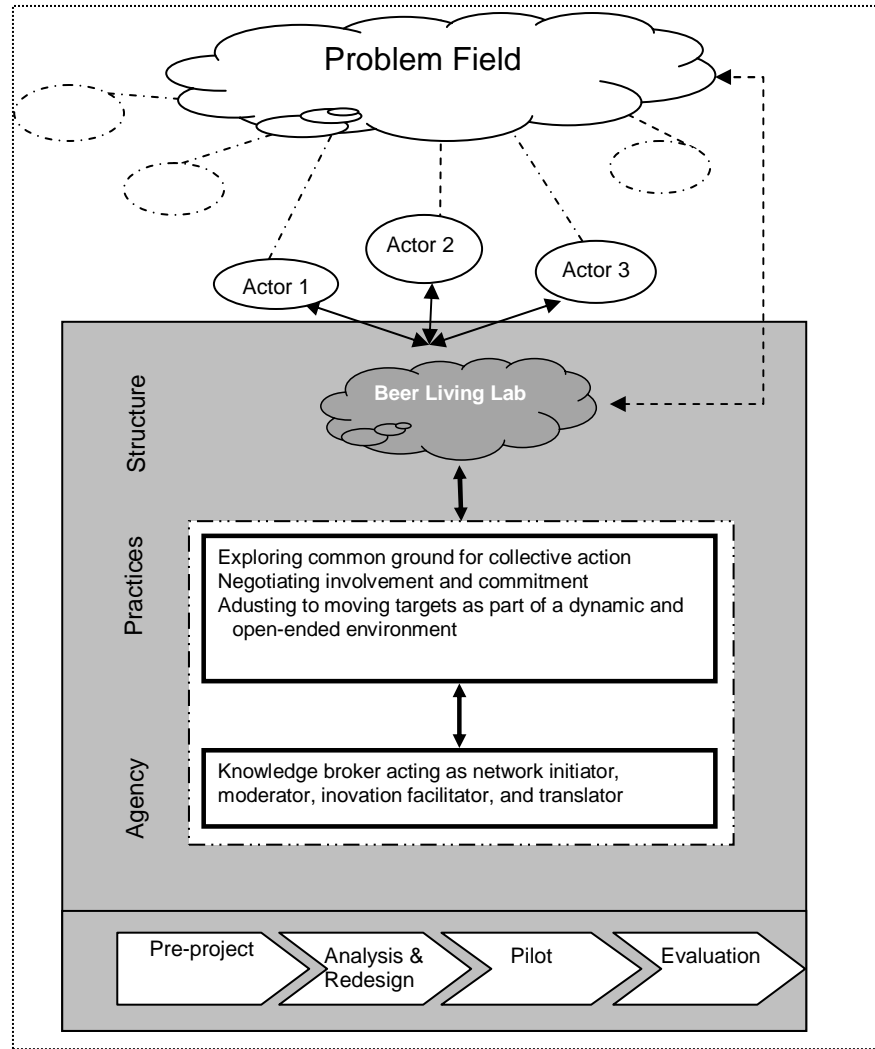 Problem Field
Actor 1
Actor 2
Actor 3
Structure
Beer Living Lab
Practices
Exploring common ground for collective action
Negotiating involvement and commitment
Adusting to moving targets as part of a dynamic and
open-ended environment
Agency
Knowledge broker acting as network initiator,
moderator, inovation facilitator, and translator
Pre-project
Analysis &
Redesign
Pilot
Evaluation